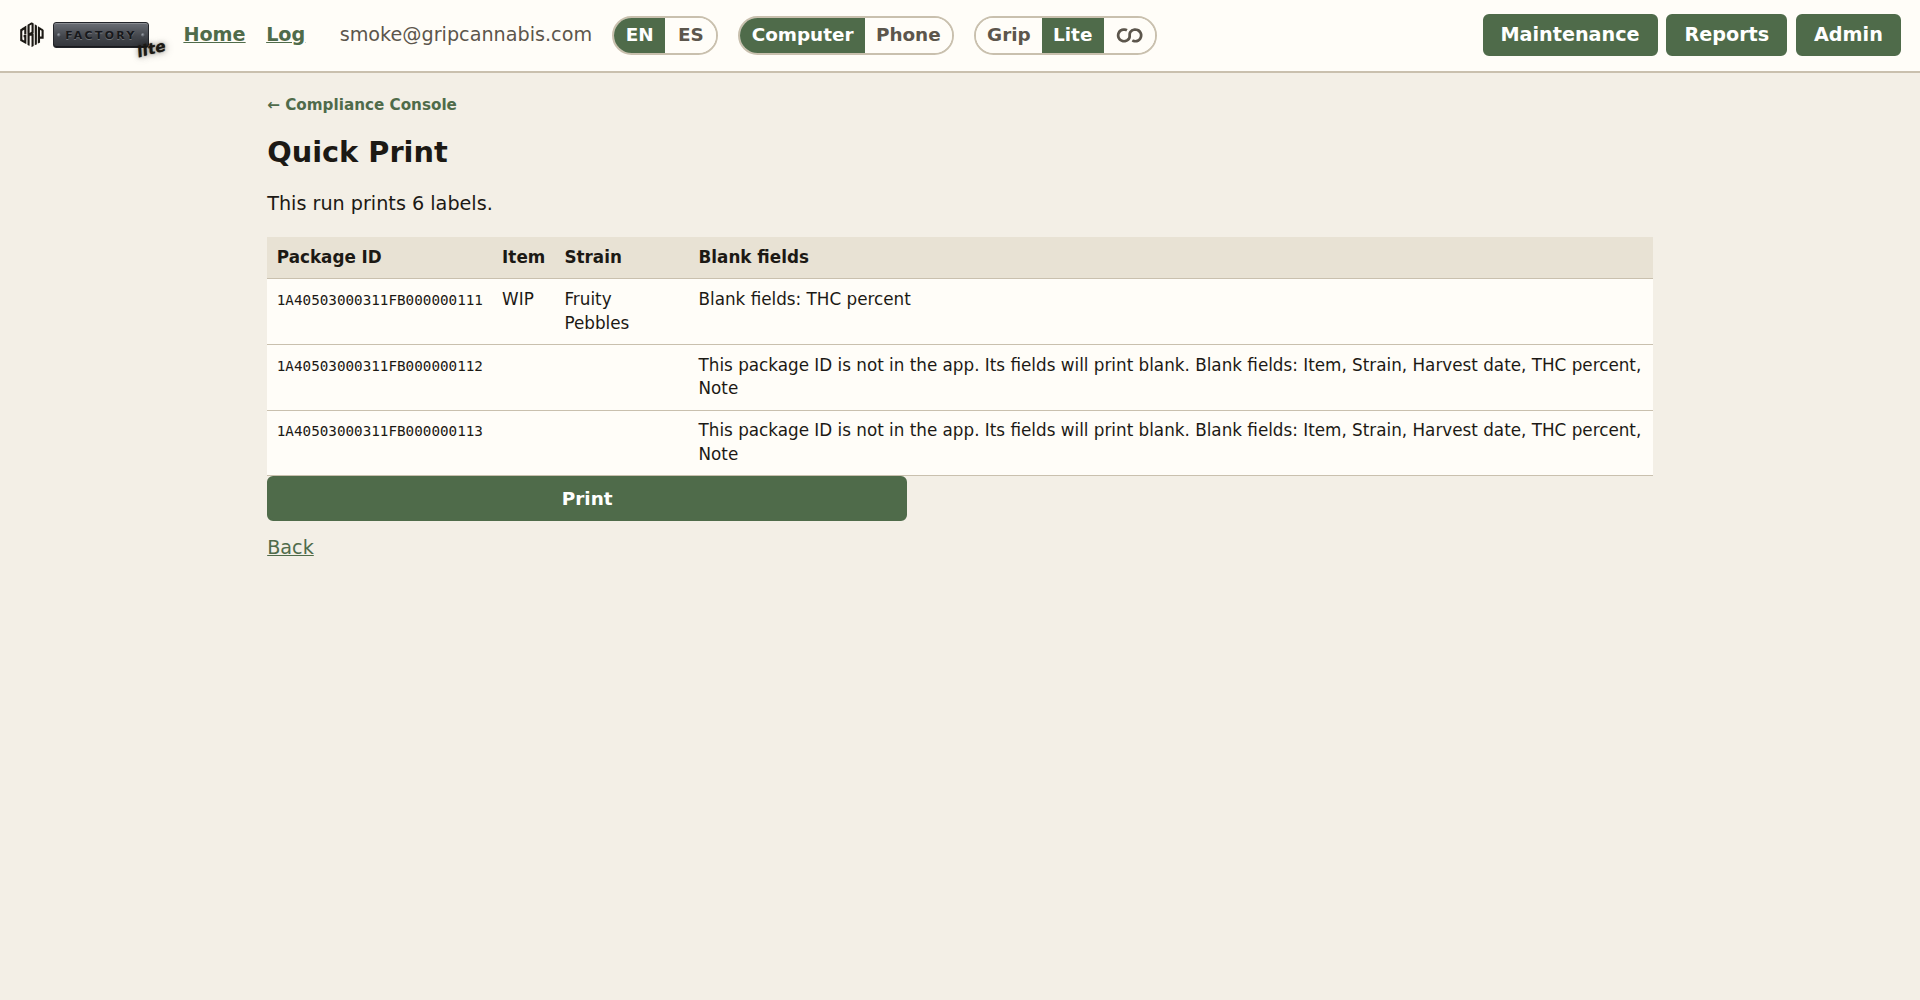 GRIP FACTORY lite Home Log smoke@gripcannabis.com EN ES Computer Phone Grip Lite Maintenance Reports Admin
← Compliance Console
Quick Print
This run prints 6 labels.
Package ID Item Strain Blank fields
1A40503000311FB000000111 WIP Fruity Pebbles Blank fields: THC percent
1A40503000311FB000000112 This package ID is not in the app. Its fields will print blank. Blank fields: Item, Strain, Harvest date, THC percent,
Note
1A40503000311FB000000113 This package ID is not in the app. Its fields will print blank. Blank fields: Item, Strain, Harvest date, THC percent,
Note
Print
Back